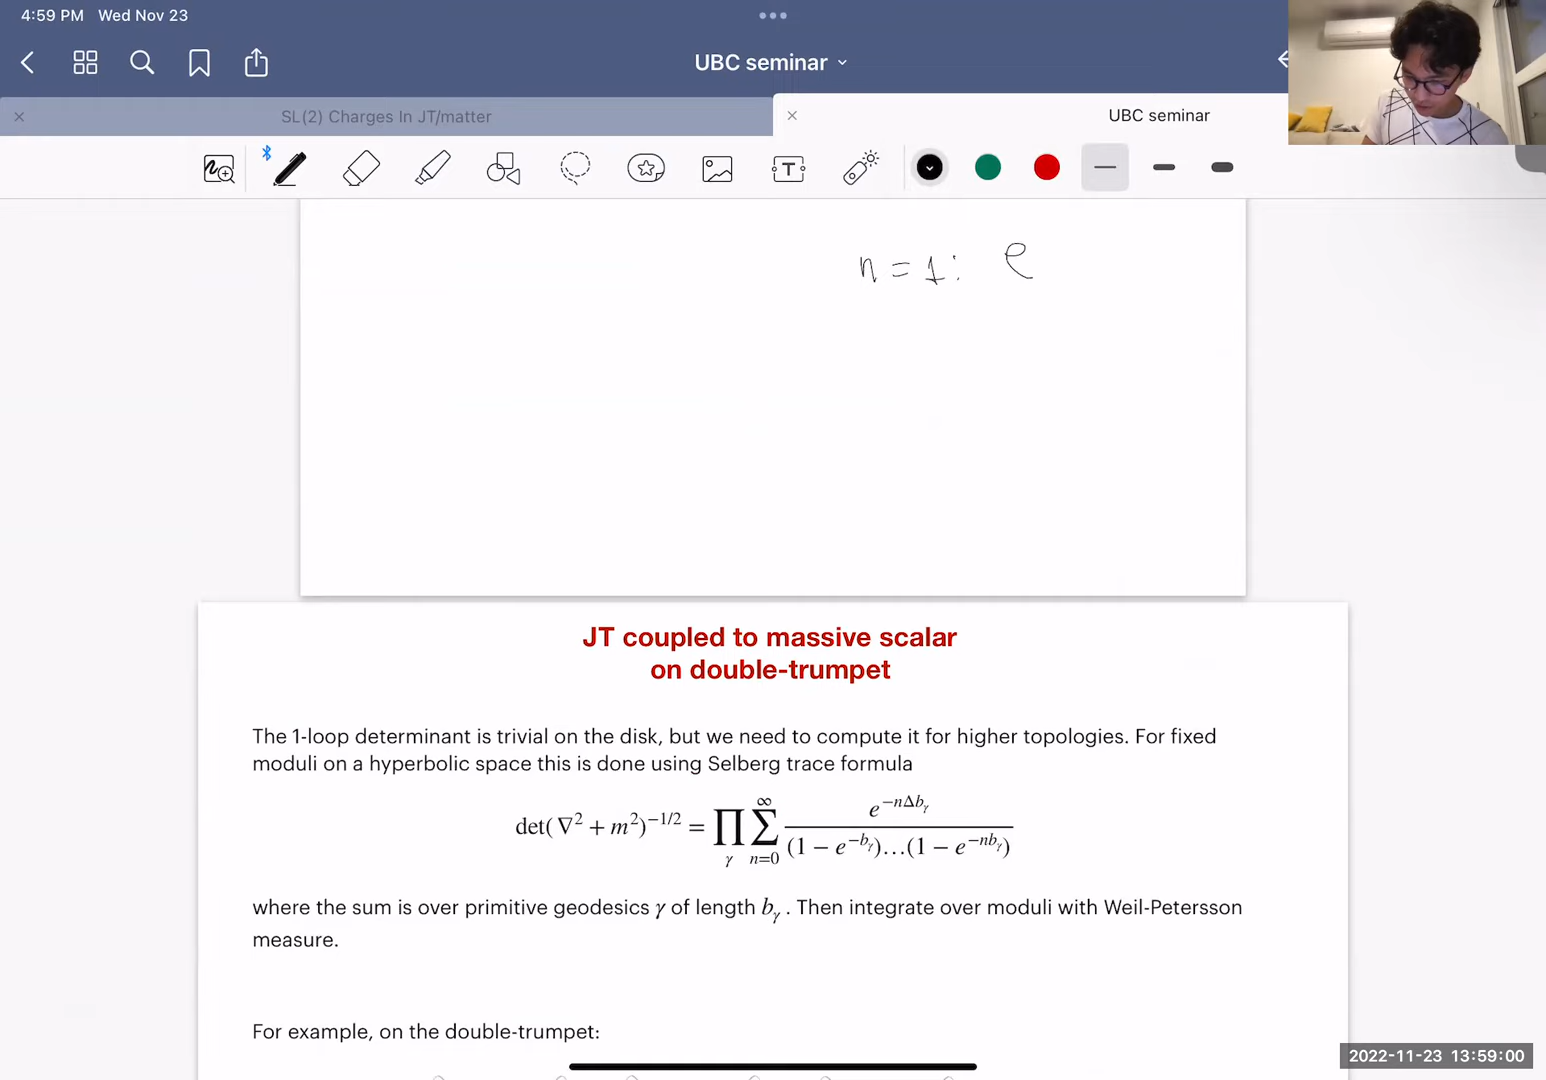 4:59 PM Wed Nov 23
UBC seminar
SL(2) Charges In JT/matter
UBC seminar
n = 1: e
JT coupled to massive scalar
on double-trumpet
The 1-loop determinant is trivial on the disk, but we need to compute it for higher topologies. For fixed
moduli on a hyperbolic space this is done using Selberg trace formula
det(∇² + m²)^{−1/2} = ∏_γ ∑_{n=0}^{∞} e^{−nΔb_γ} / (1 − e^{−b_γ})…(1 − e^{−nb_γ})
where the sum is over primitive geodesics γ of length b_γ . Then integrate over moduli with Weil-Petersson
measure.
For example, on the double-trumpet:
2022-11-23 13:59:00